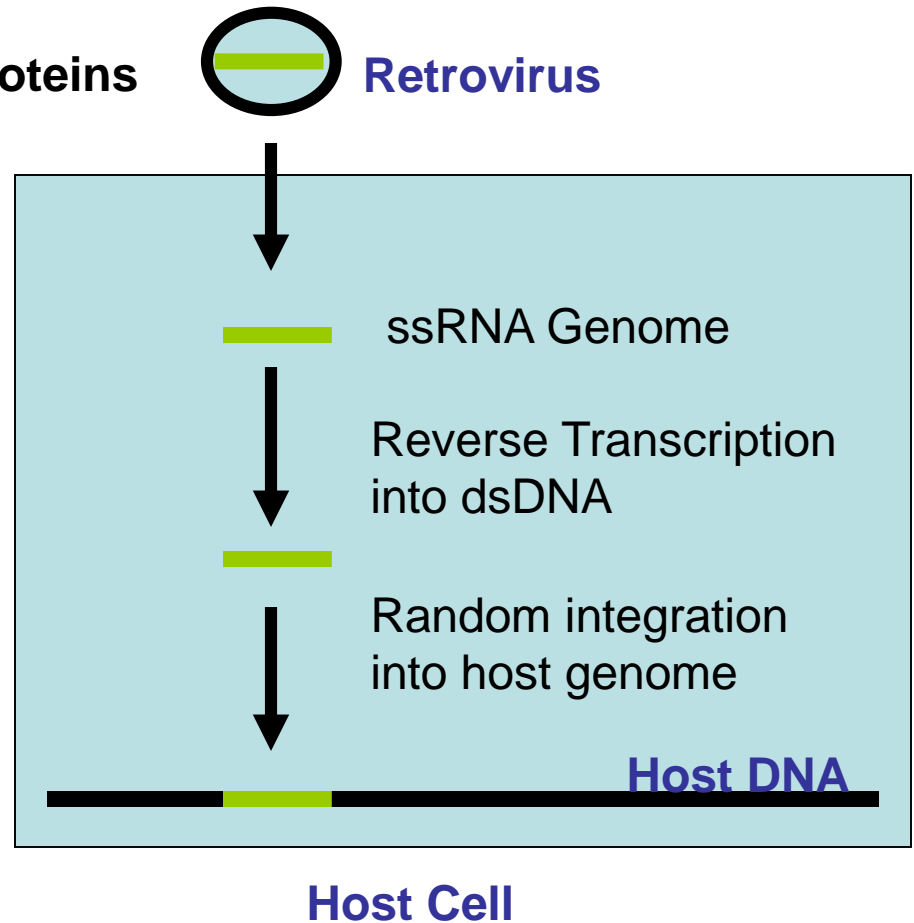 oteins
Retrovirus
ssRNA Genome
Reverse Transcription
into dsDNA
Random integration
into host genome
Host DNA
Host Cell